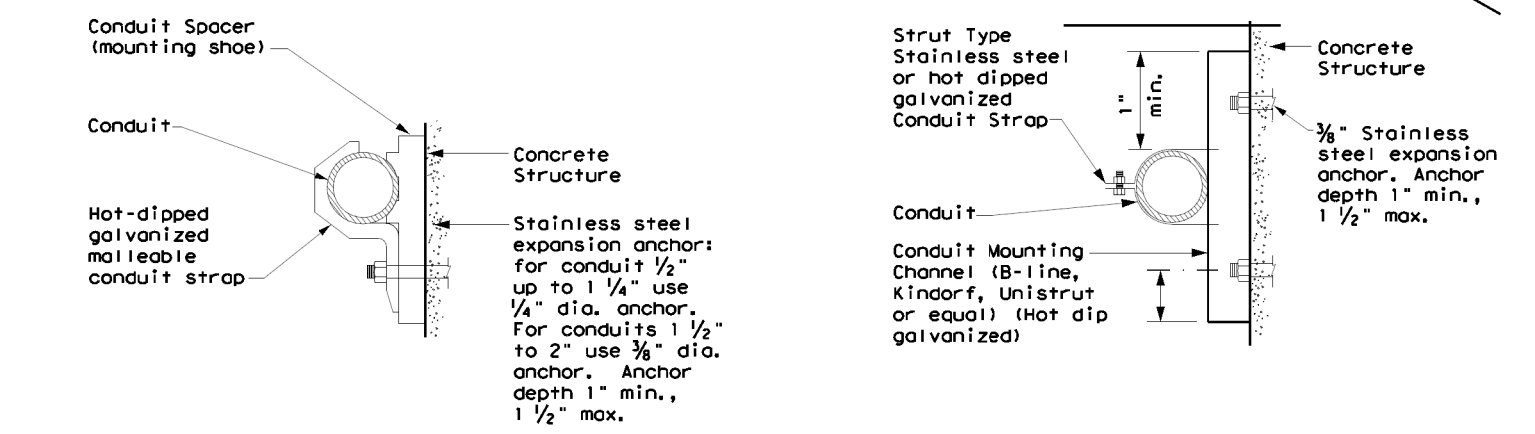 Conduit Spacer
(mounting shoe)
Conduit
Hot-dipped
galvanized
malleable
conduit strap
Concrete
Structure
Stainless steel
expansion anchor:
for conduit ½"
up to 1 ¼" use
¼" dia. anchor.
For conduits 1 ½"
to 2" use ⅜" dia.
anchor. Anchor
depth 1" min.,
1 ½" max.
Strut Type
Stainless steel
or hot dipped
galvanized
Conduit Strap
1"
min.
Conduit
Conduit Mounting
Channel (B-line,
Kindorf, Unistrut
or equal) (Hot dip
galvanized)
Concrete
Structure
⅜" Stainless
steel expansion
anchor. Anchor
depth 1" min.,
1 ½" max.